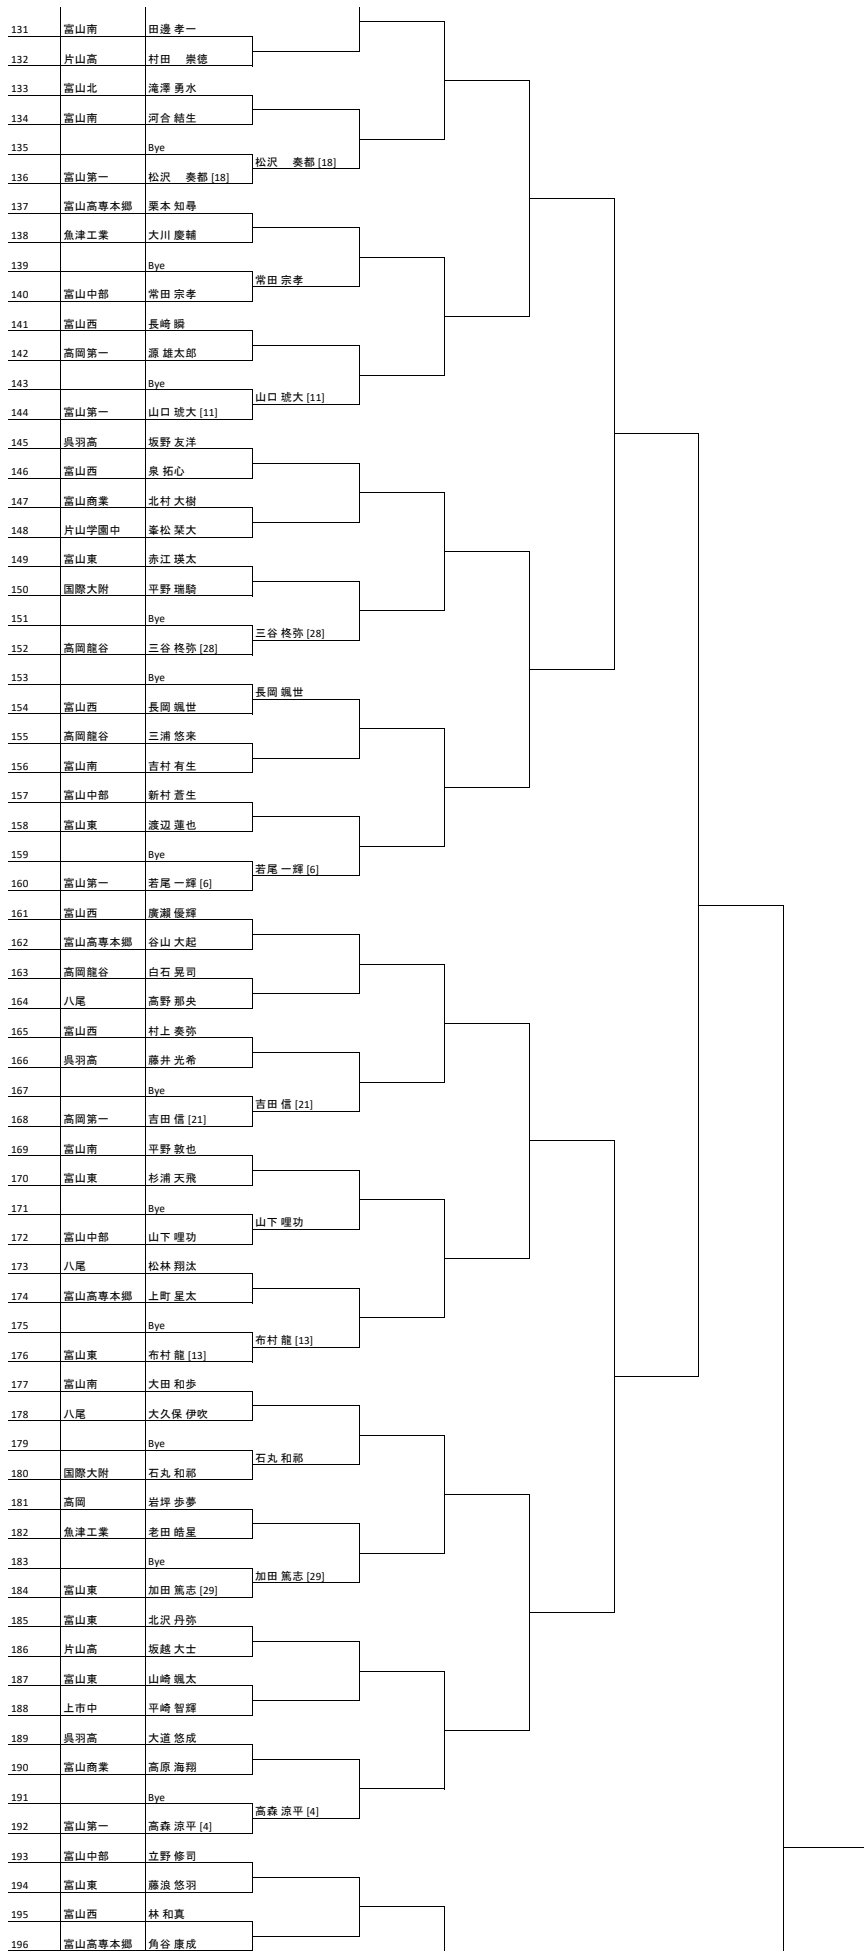 131 富山南 田邊 孝一
132 片山高 村田　崇徳
133 富山北 滝澤 勇水
134 富山南 河合 結生
135 Bye
松沢　奏都 [18]
136 富山第一 松沢　奏都 [18]
137 富山高専本郷 栗本 知尋
138 魚津工業 大川 慶輔
139 Bye
常田 宗孝
140 富山中部 常田 宗孝
141 富山西 長﨑 瞬
142 高岡第一 源 雄太郎
143 Bye
山口 琥大 [11]
144 富山第一 山口 琥大 [11]
145 呉羽高 坂野 友洋
146 富山西 泉 拓心
147 富山商業 北村 大樹
148 片山学園中 峯松 栞大
149 富山東 赤江 瑛太
150 国際大附 平野 瑞騎
151 Bye
三谷 柊弥 [28]
152 高岡龍谷 三谷 柊弥 [28]
153 Bye
長岡 颯世
154 富山西 長岡 颯世
155 高岡龍谷 三浦 悠来
156 富山南 吉村 有生
157 富山中部 新村 蒼生
158 富山東 渡辺 蓮也
159 Bye
若尾 一輝 [6]
160 富山第一 若尾 一輝 [6]
161 富山西 廣瀬 優輝
162 富山高専本郷 谷山 大起
163 高岡龍谷 白石 晃司
164 八尾 高野 那央
165 富山西 村上 奏弥
166 呉羽高 藤井 光希
167 Bye
吉田 信 [21]
168 高岡第一 吉田 信 [21]
169 富山南 平野 敦也
170 富山東 杉浦 天飛
171 Bye
山下 哩功
172 富山中部 山下 哩功
173 八尾 松林 翔汰
174 富山高専本郷 上町 星太
175 Bye
布村 龍 [13]
176 富山東 布村 龍 [13]
177 富山南 大田 和歩
178 八尾 大久保 伊吹
179 Bye
石丸 和祁
180 国際大附 石丸 和祁
181 高岡 岩坪 歩夢
182 魚津工業 老田 皓星
183 Bye
加田 篤志 [29]
184 富山東 加田 篤志 [29]
185 富山東 北沢 丹弥
186 片山高 坂越 大士
187 富山東 山崎 颯太
188 上市中 平崎 智輝
189 呉羽高 大道 悠成
190 富山商業 高原 海翔
191 Bye
高森 涼平 [4]
192 富山第一 高森 涼平 [4]
193 富山中部 立野 修司
194 富山東 藤浪 悠羽
195 富山西 林 和真
196 富山高専本郷 角谷 康成